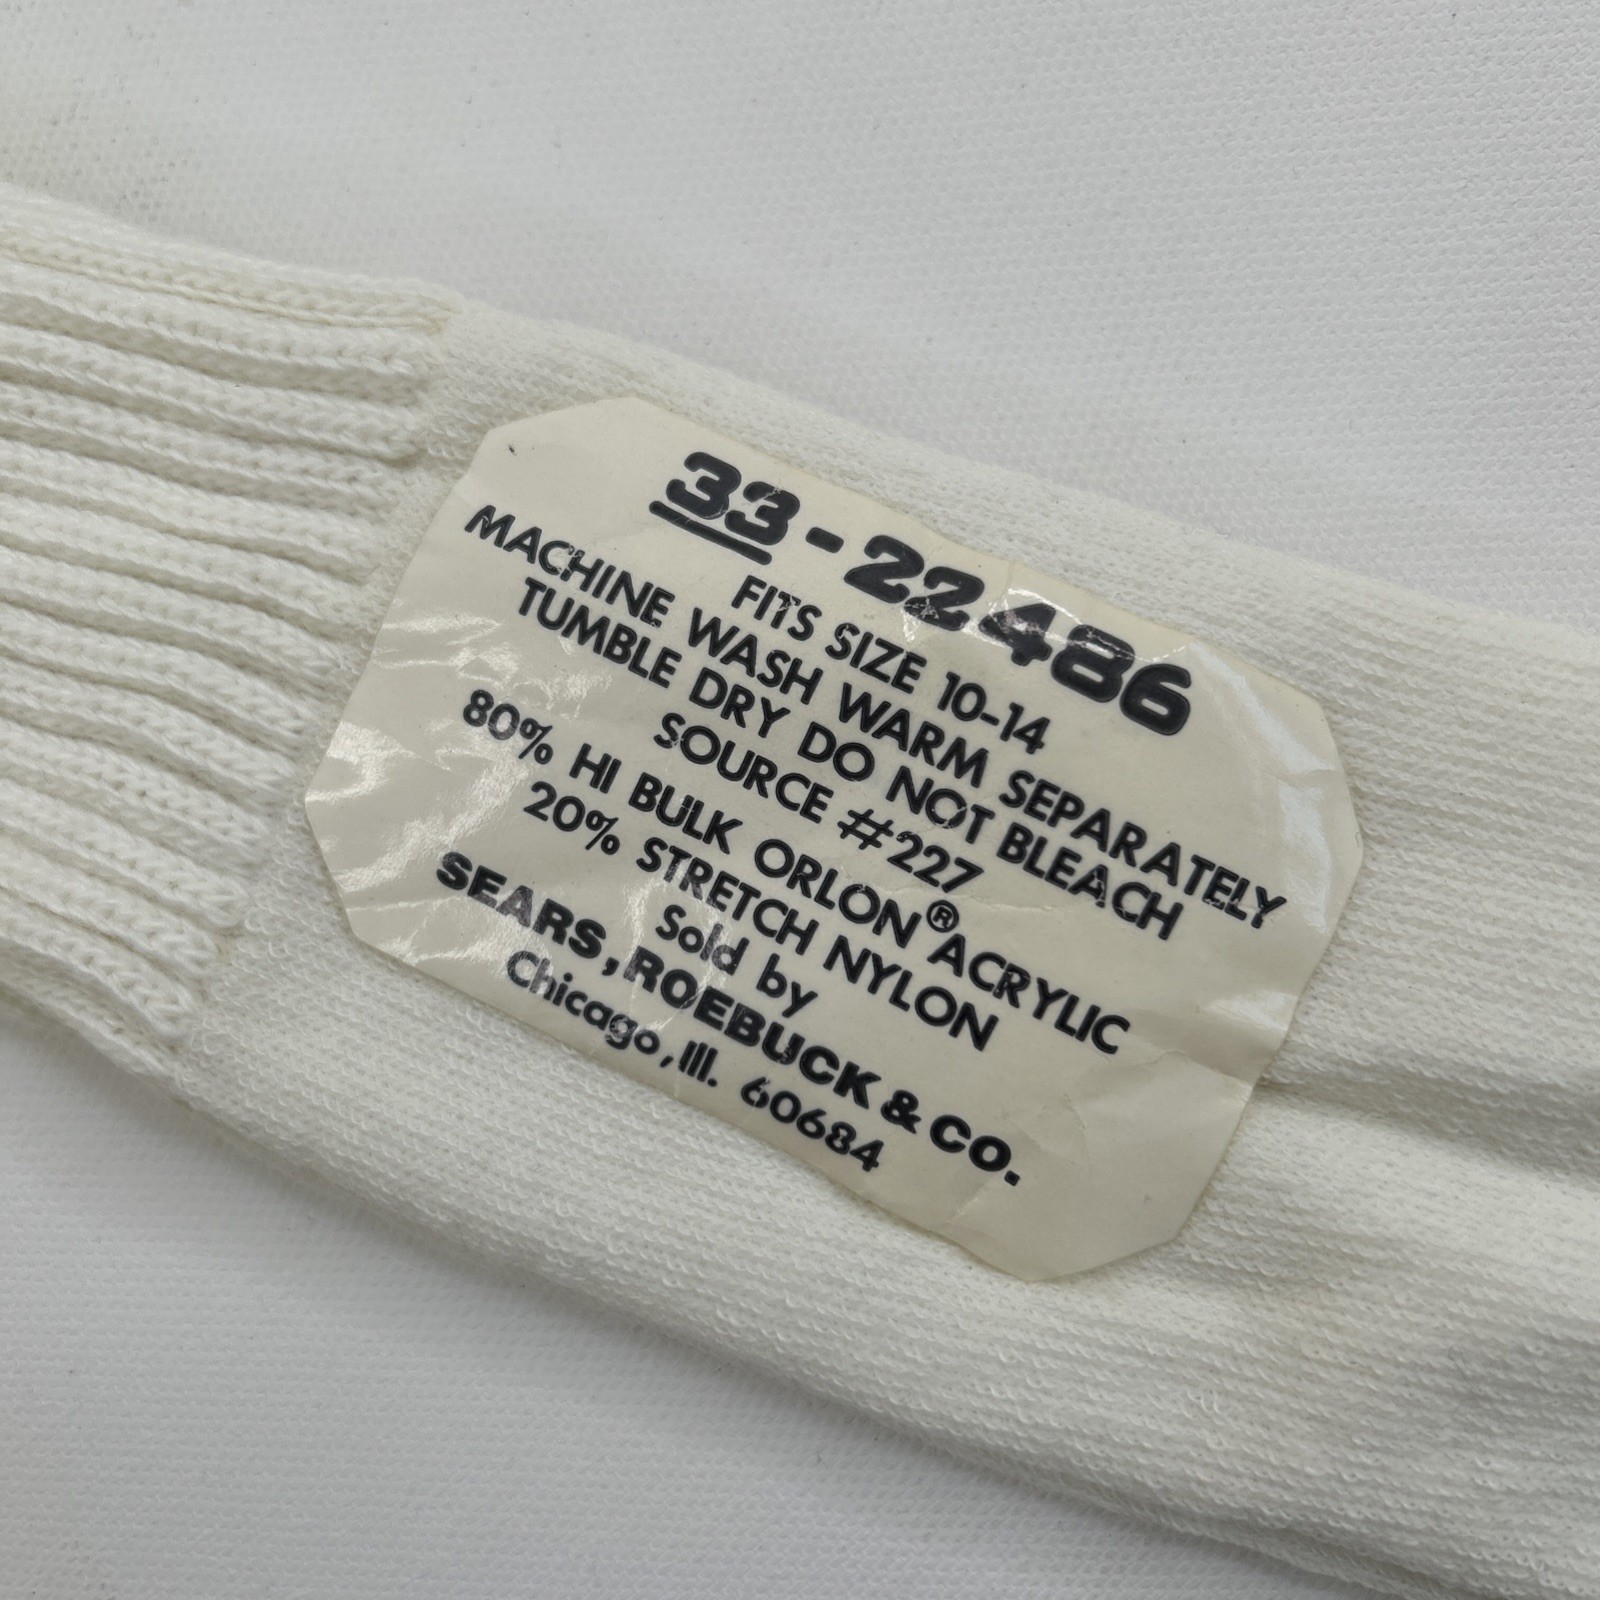 33-22486
FITS SIZE 10-14
MACHINE WASH WARM SEPARATELY
TUMBLE DRY DO NOT BLEACH
SOURCE #227
80% HI BULK ORLON® ACRYLIC
20% STRETCH NYLON
Sold by
SEARS, ROEBUCK & CO.
Chicago, Ill. 60684